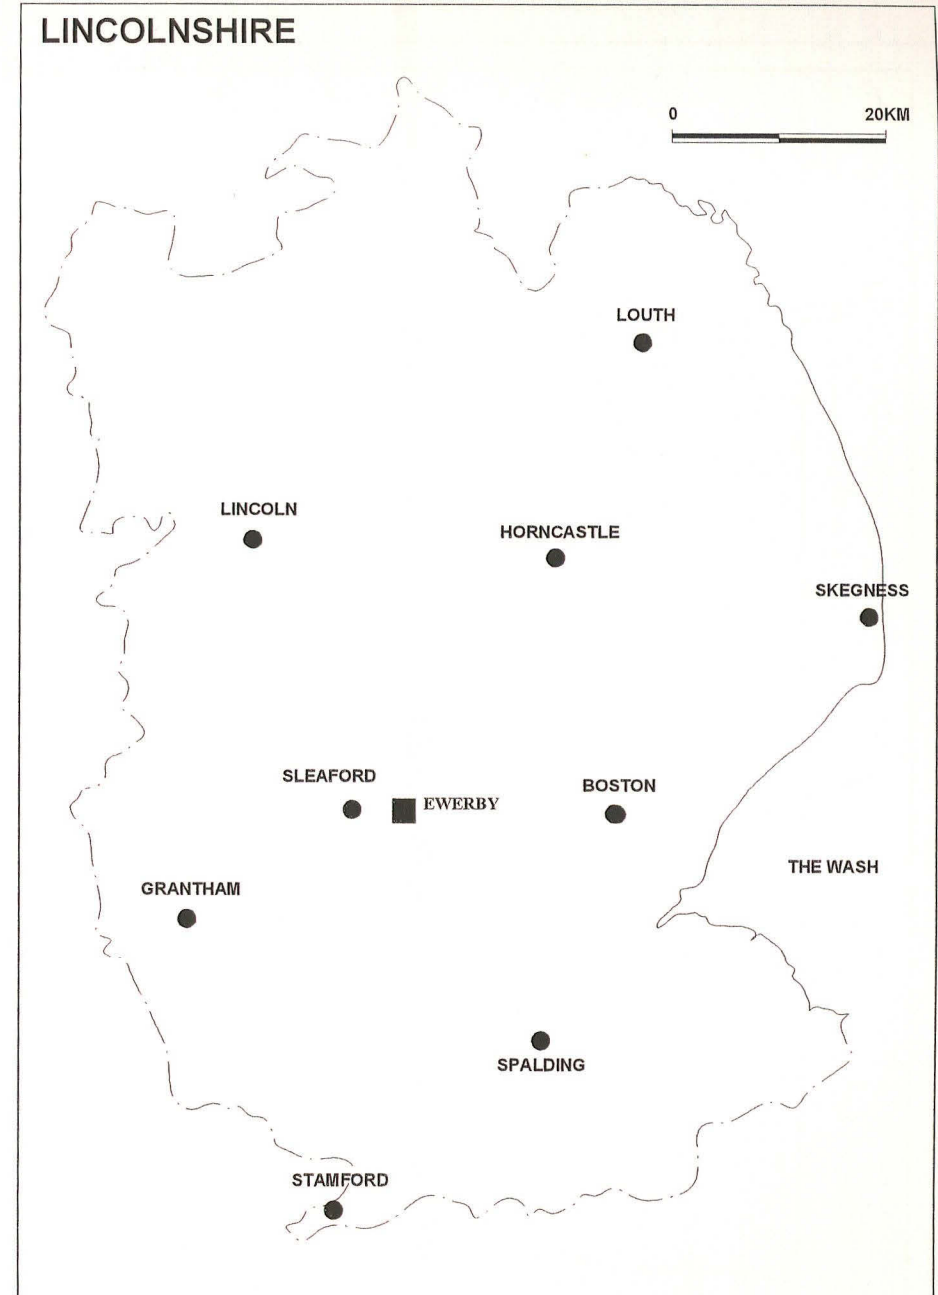 LINCOLNSHIRE
0 20KM
LOUTH
LINCOLN
HORNCASTLE
SKEGNESS
SLEAFORD
EWERBY
BOSTON
THE WASH
GRANTHAM
SPALDING
STAMFORD